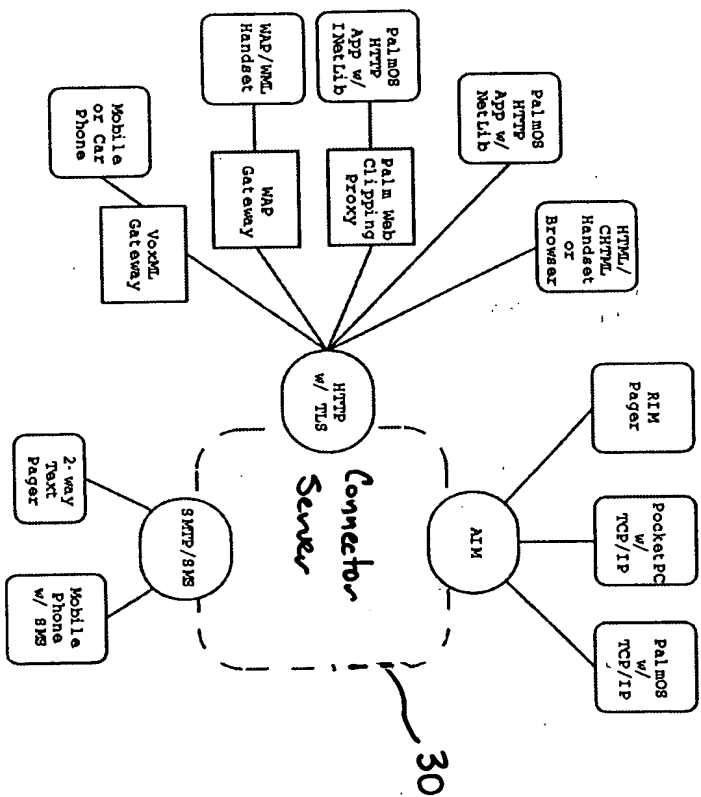 RIM
Pager
PocketPC
w/
TCP/IP
PalmOS
w/
TCP/IP
AIM
HTML/
CHTML
Handset
or
Browser
PalmOS
HTTP
App w/
NetLib
PalmOS
HTTP
App w/
INetLib
Palm Web
Clipping
Proxy
WAP/WML
Handset
WAP
Gateway
Mobile
or Car
Phone
VoxML
Gateway
HTTP
w/ TLS
Connector
Server
30
SMTP/SMS
2-way
Text
Pager
Mobile
Phone
w/ SMS